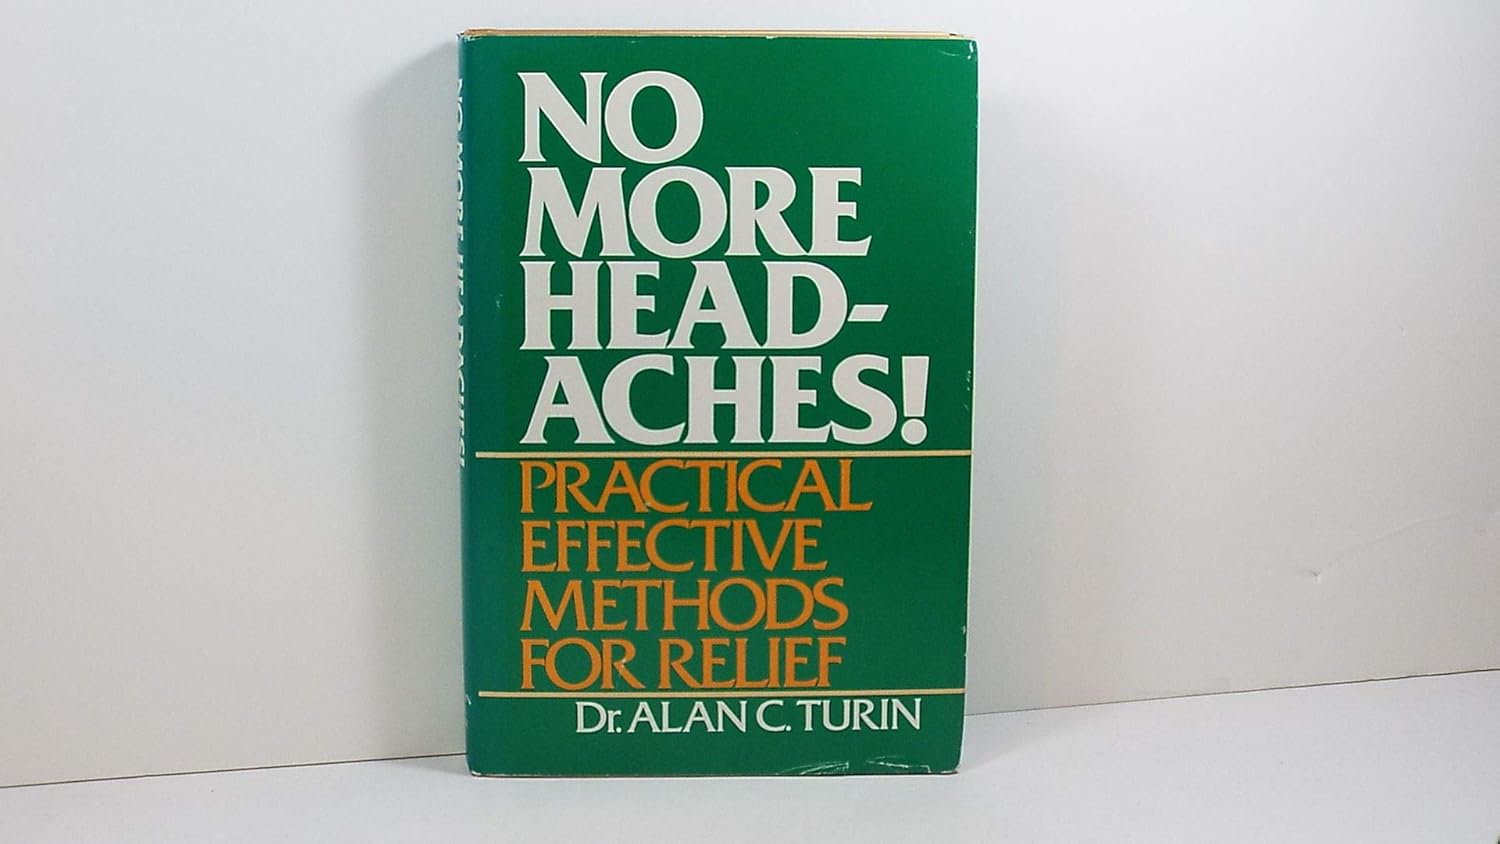 NO MORE HEADACHES!
NO
MORE
HEAD-
ACHES!
PRACTICAL
EFFECTIVE
METHODS
FOR RELIEF
Dr. ALAN C. TURIN